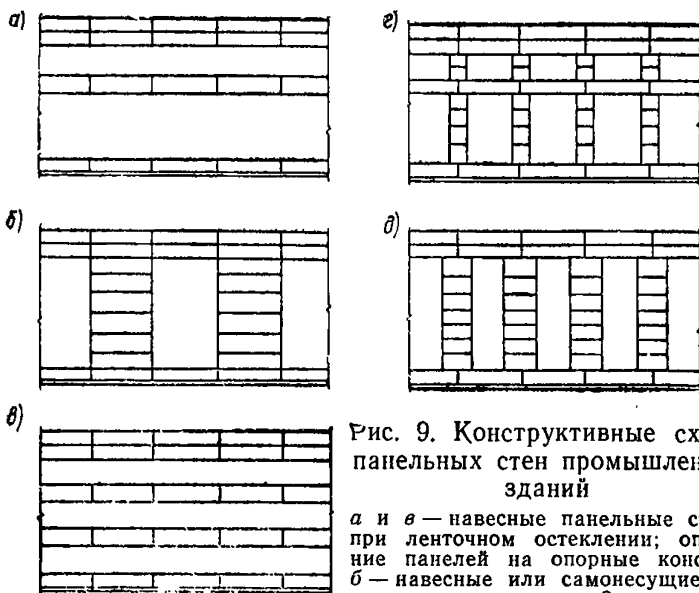 а)
г)
б)
д)
в)
Рис. 9. Конструктивные сх
панельных стен промышлен
зданий
а и в — навесные панельные с
при ленточном остеклении; оп
ние панелей на опорные конс
б — навесные или самонесущие